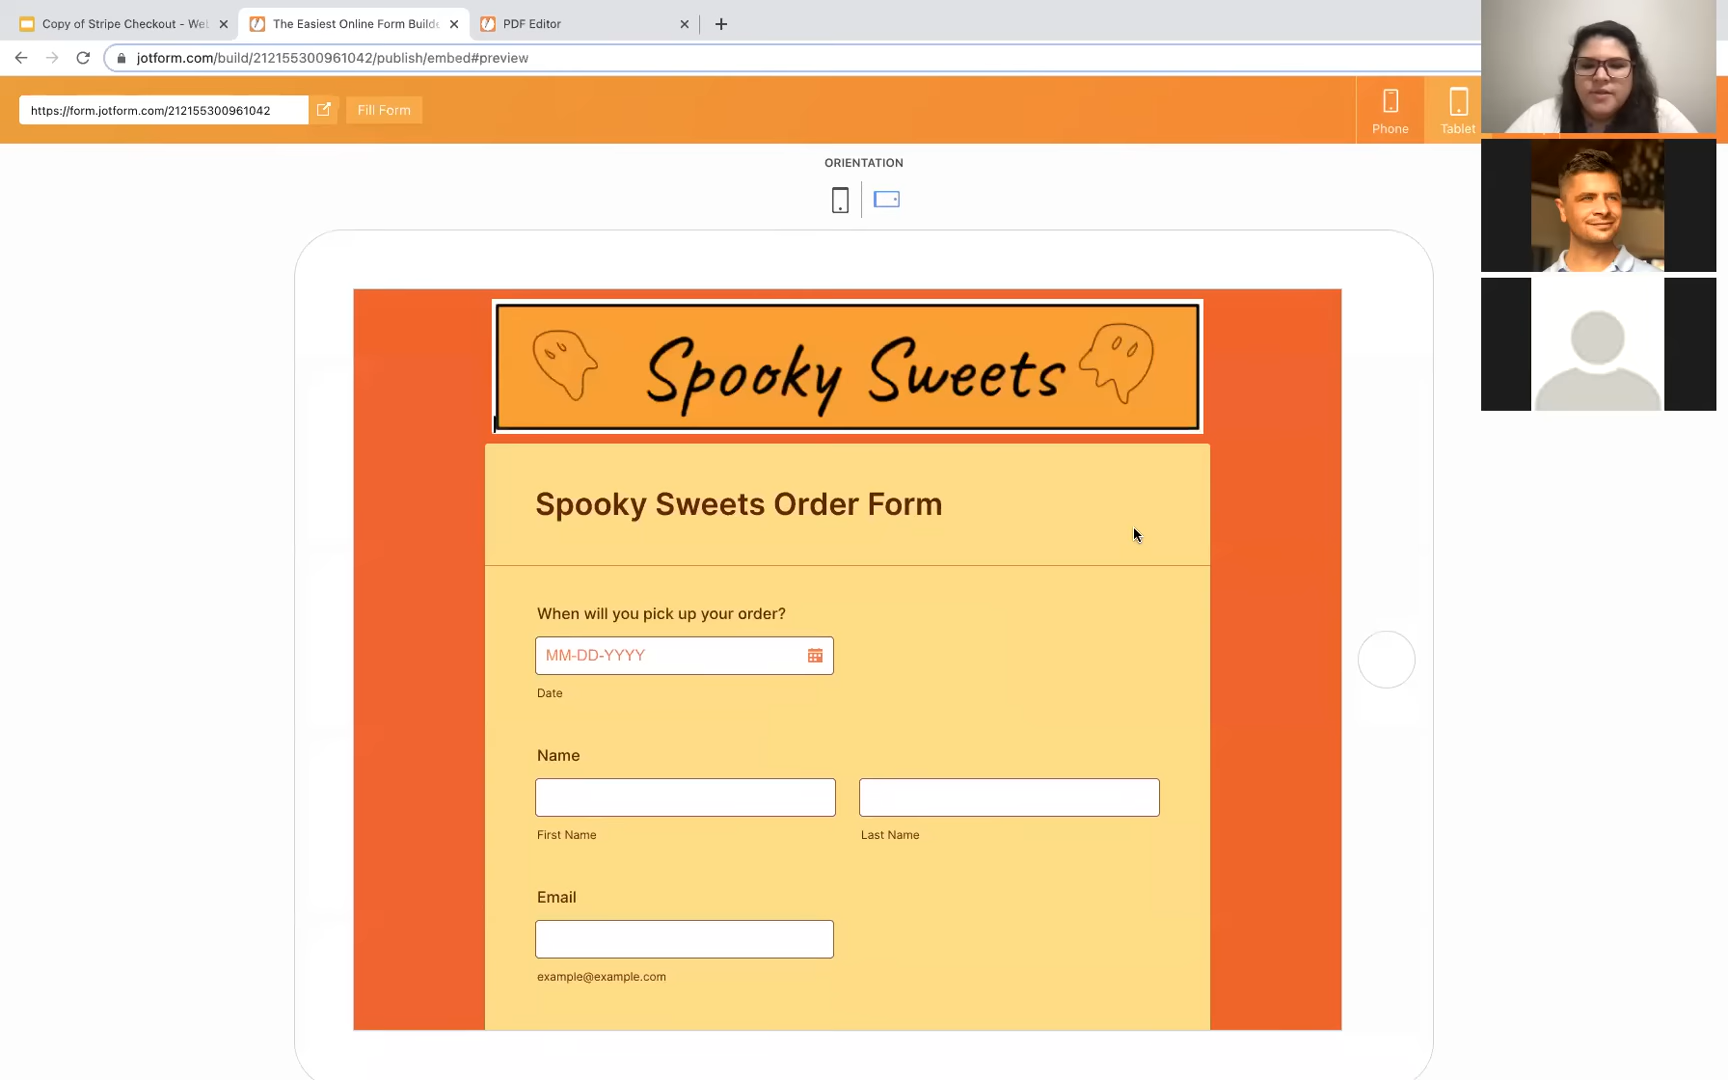 Copy of Stripe Checkout - We
The Easiest Online Form Builde
PDF Editor
jotform.com/build/212155300961042/publish/embed#preview
https://form.jotform.com/212155300961042
Fill Form
Phone
Tablet
ORIENTATION
Spooky Sweets
Spooky Sweets Order Form
When will you pick up your order?
MM-DD-YYYY
Date
Name
First Name
Last Name
Email
example@example.com